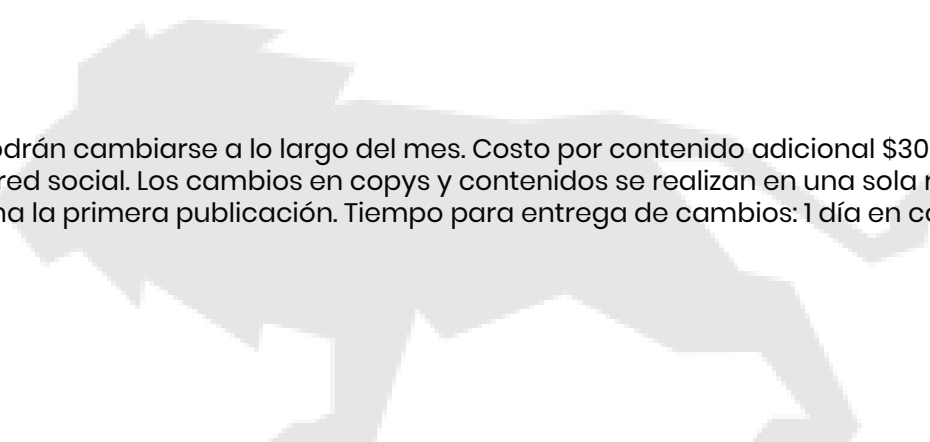 odrán cambiarse a lo largo del mes. Costo por contenido adicional $30
red social. Los cambios en copys y contenidos se realizan en una sola
na la primera publicación. Tiempo para entrega de cambios: 1 día en